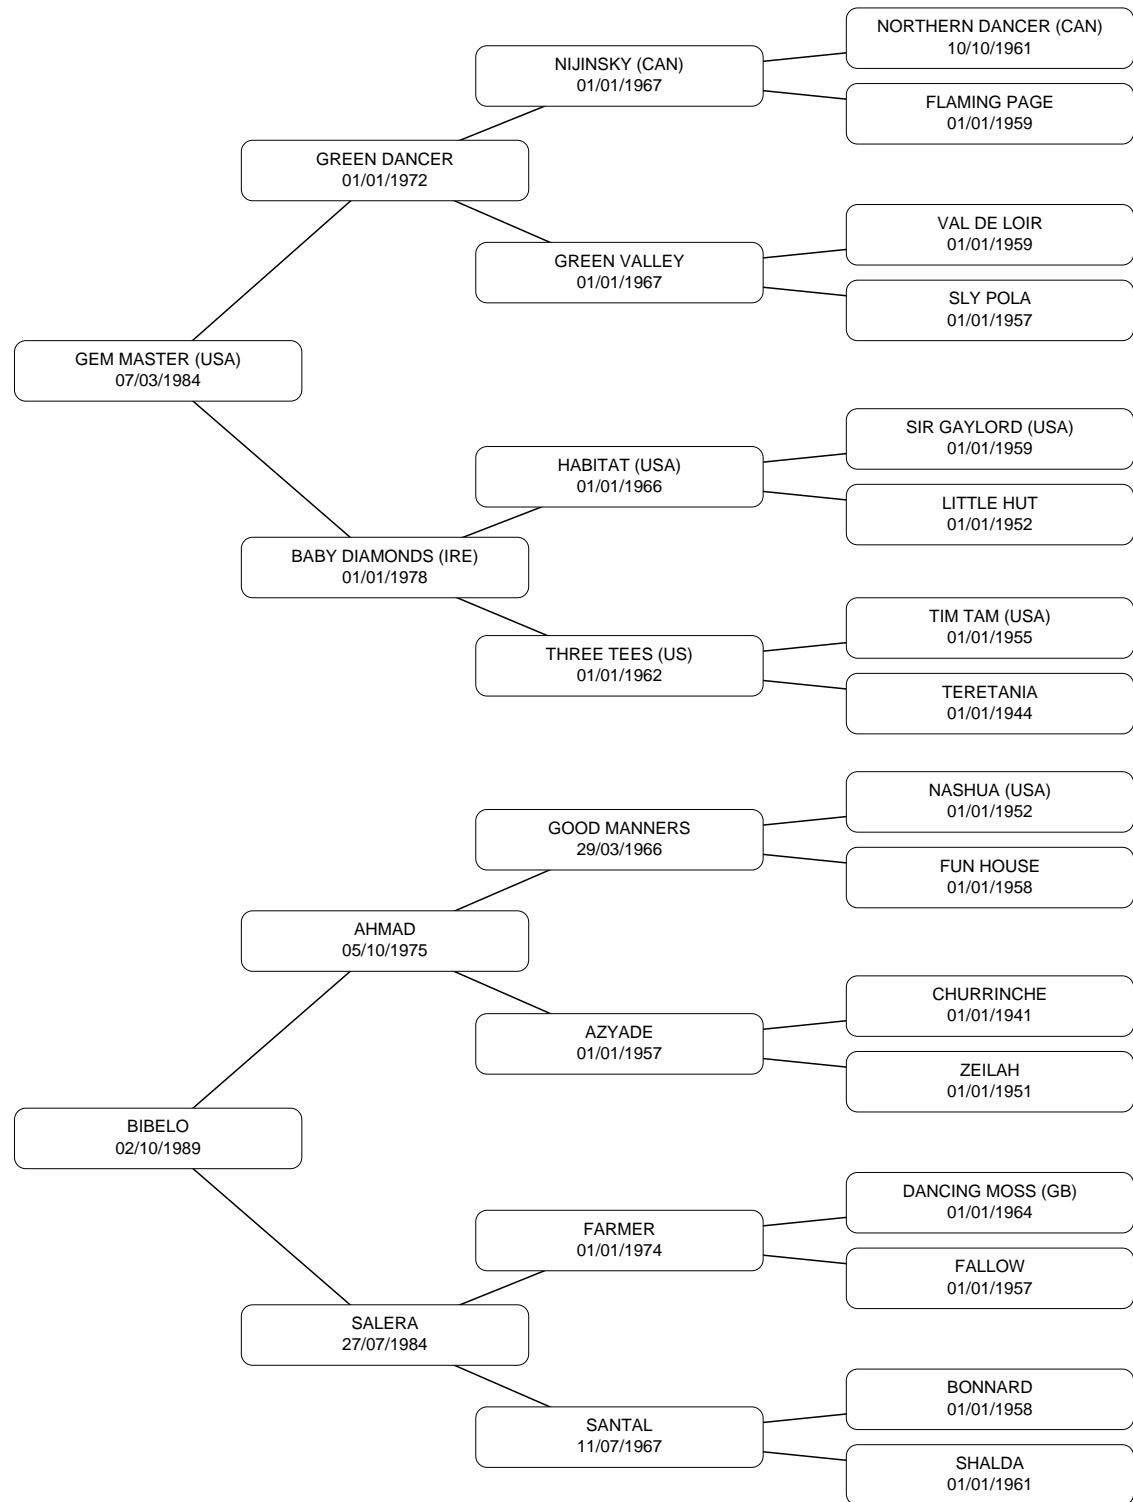 NORTHERN DANCER (CAN)
10/10/1961
NIJINSKY (CAN)
01/01/1967
FLAMING PAGE
01/01/1959
GREEN DANCER
01/01/1972
VAL DE LOIR
01/01/1959
GREEN VALLEY
01/01/1967
SLY POLA
01/01/1957
GEM MASTER (USA)
07/03/1984
SIR GAYLORD (USA)
01/01/1959
HABITAT (USA)
01/01/1966
LITTLE HUT
01/01/1952
BABY DIAMONDS (IRE)
01/01/1978
TIM TAM (USA)
01/01/1955
THREE TEES (US)
01/01/1962
TERETANIA
01/01/1944
NASHUA (USA)
01/01/1952
GOOD MANNERS
29/03/1966
FUN HOUSE
01/01/1958
AHMAD
05/10/1975
CHURRINCHE
01/01/1941
AZYADE
01/01/1957
ZEILAH
01/01/1951
BIBELO
02/10/1989
DANCING MOSS (GB)
01/01/1964
FARMER
01/01/1974
FALLOW
01/01/1957
SALERA
27/07/1984
BONNARD
01/01/1958
SANTAL
11/07/1967
SHALDA
01/01/1961